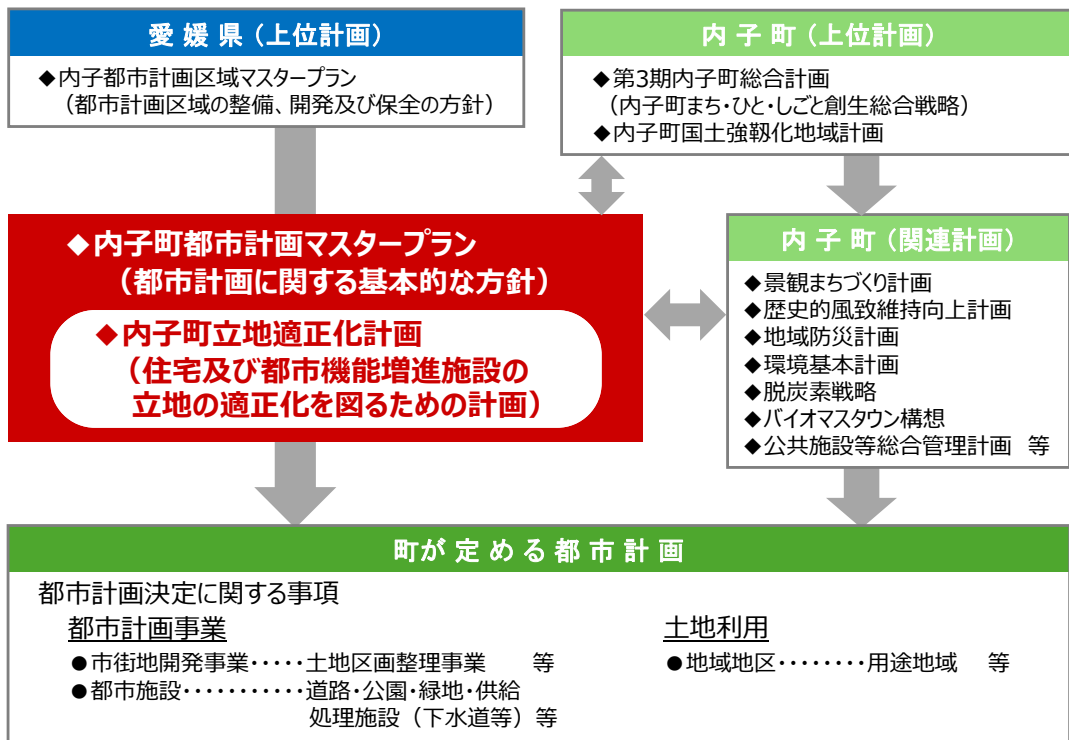 愛媛県（上位計画）
◆内子都市計画区域マスタープラン
（都市計画区域の整備、開発及び保全の方針）
内子町（上位計画）
◆第3期内子町総合計画
（内子町まち・ひと・しごと創生総合戦略）
◆内子町国土強靱化地域計画
◆内子町都市計画マスタープラン
（都市計画に関する基本的な方針）
◆内子町立地適正化計画
（住宅及び都市機能増進施設の
立地の適正化を図るための計画）
内子町（関連計画）
◆景観まちづくり計画
◆歴史的風致維持向上計画
◆地域防災計画
◆環境基本計画
◆脱炭素戦略
◆バイオマスタウン構想
◆公共施設等総合管理計画　等
町が定める都市計画
都市計画決定に関する事項
都市計画事業
●市街地開発事業・・・・・土地区画整理事業　　等
●都市施設・・・・・・・・・・・道路・公園・緑地・供給
処理施設（下水道等）等
土地利用
●地域地区・・・・・・・・用途地域　　等